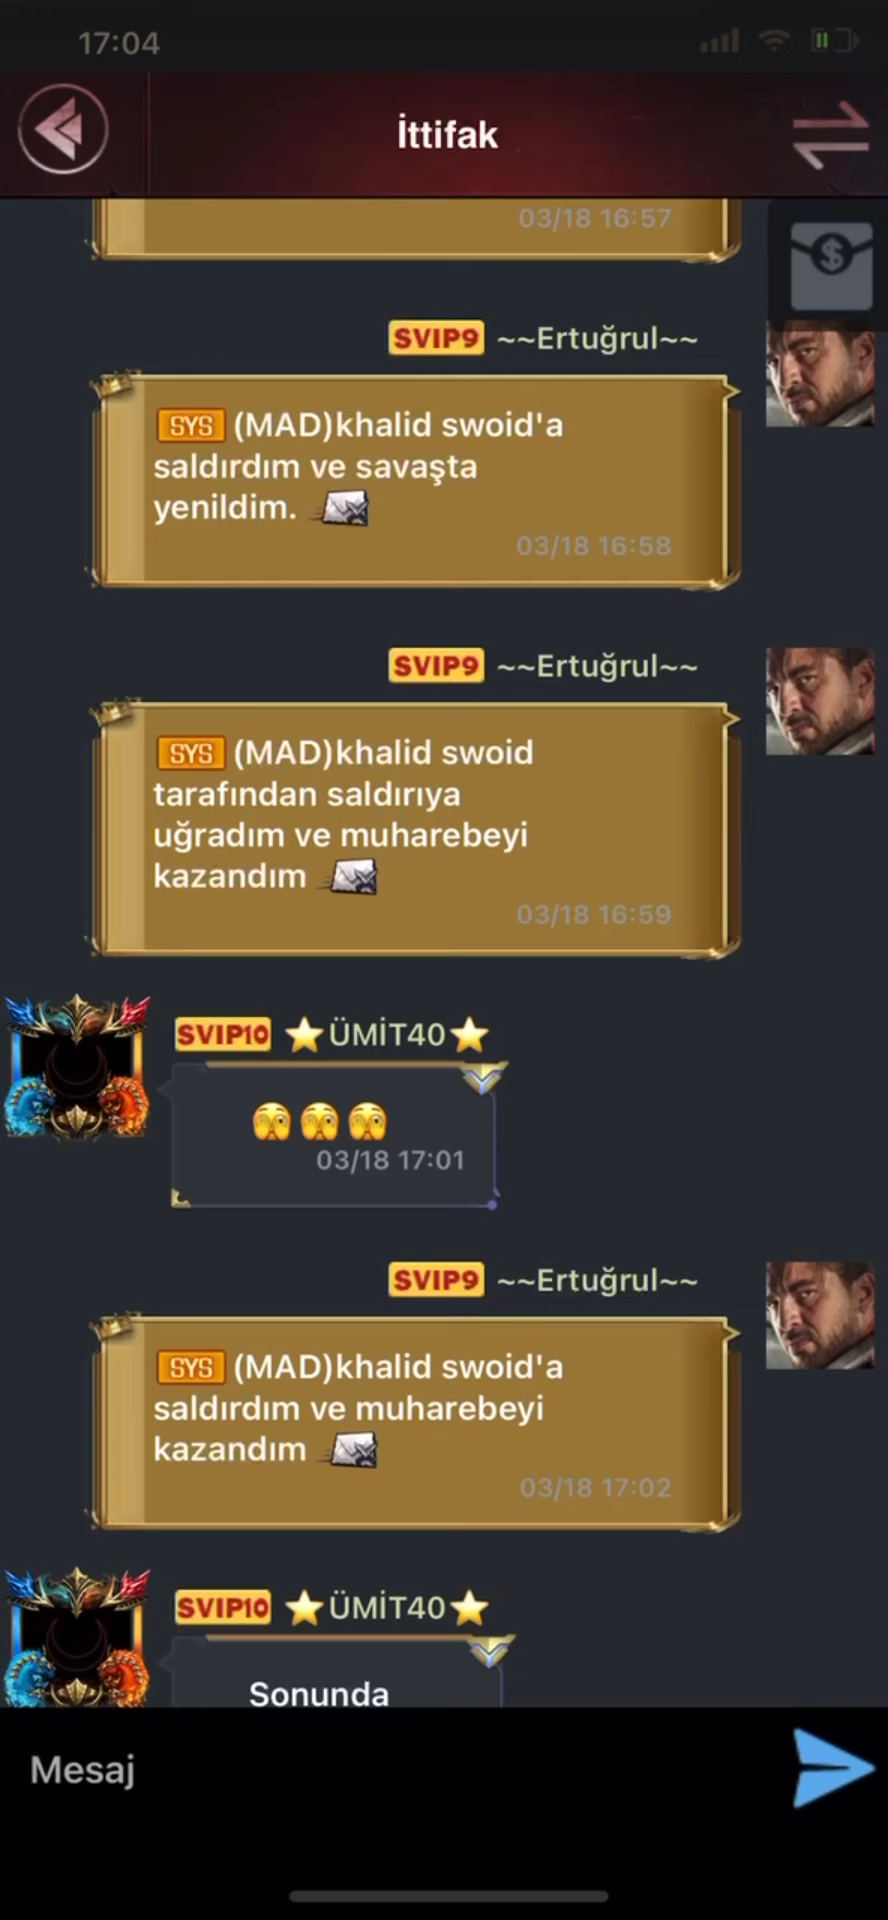 17:04
İttifak
03/18 16:57
SVIP9 ~~Ertuğrul~~
SYS (MAD)khalid swoid'a
saldırdım ve savaşta
yenildim.
03/18 16:58
SVIP9 ~~Ertuğrul~~
SYS (MAD)khalid swoid
tarafından saldırıya
uğradım ve muharebeyi
kazandım
03/18 16:59
SVIP10 ⭐ÜMİT40⭐
🫣🫣🫣
03/18 17:01
SVIP9 ~~Ertuğrul~~
SYS (MAD)khalid swoid'a
saldırdım ve muharebeyi
kazandım
03/18 17:02
SVIP10 ⭐ÜMİT40⭐
Sonunda
Mesaj